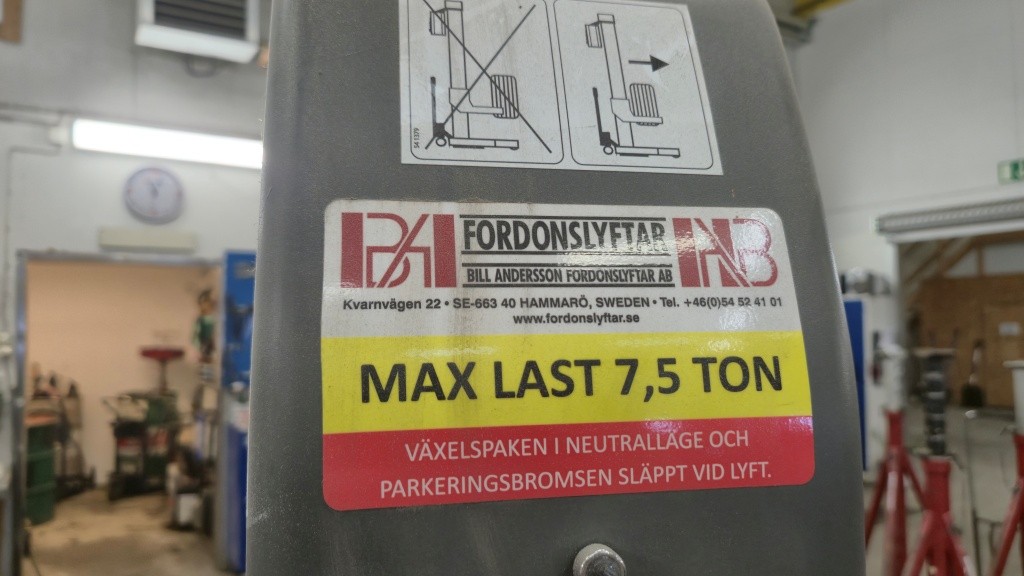 S41379
BA FORDONSLYFTAR
BILL ANDERSSON FORDONSLYFTAR AB
Kvarnvägen 22 • SE-663 40 HAMMARÖ, SWEDEN • Tel. +46(0)54 52 41 01
www.fordonslyftar.se
MAX LAST 7,5 TON
VÄXELSPAKEN I NEUTRALLÄGE OCH
PARKERINGSBROMSEN SLÄPPT VID LYFT.